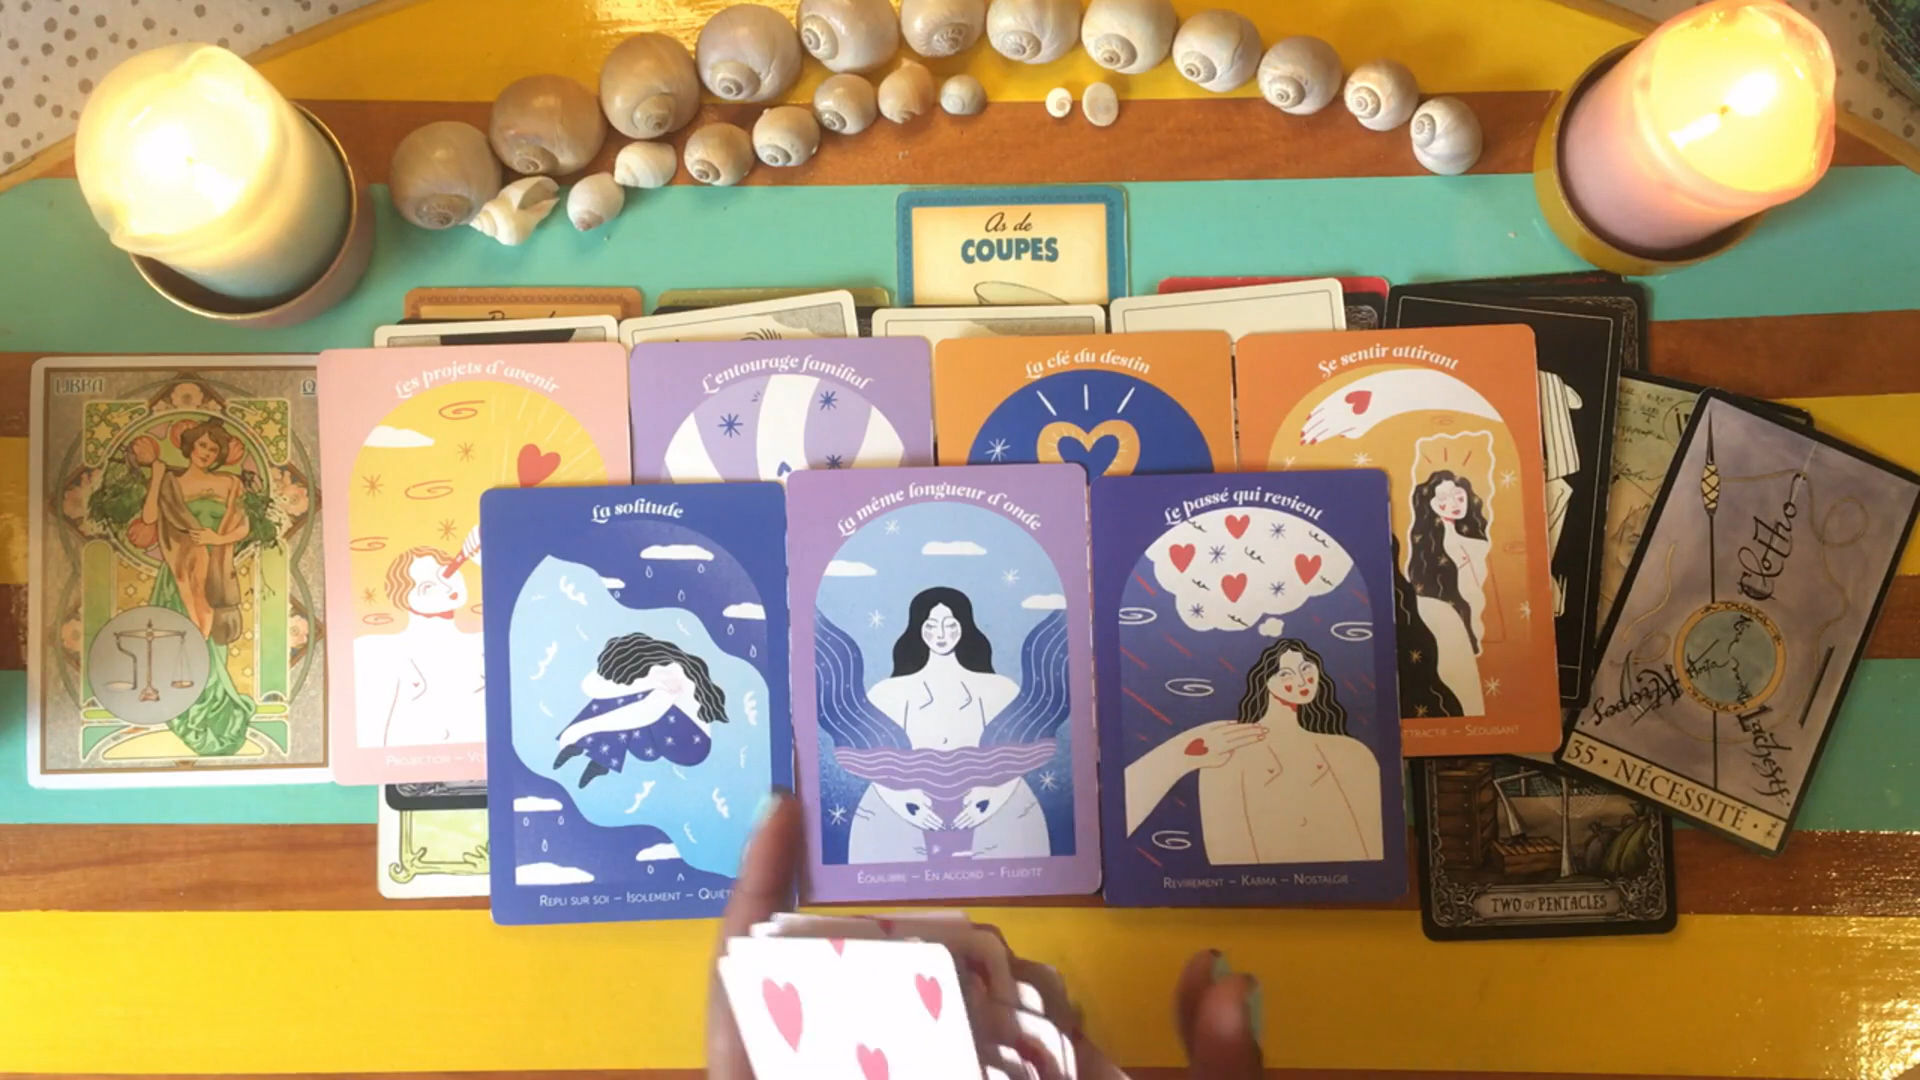 As de
COUPES
LIBRA
Les projets d'avenir
L'entourage familial
La clé du destin
Se sentir attirant
La solitude
La même longueur d'onde
Le passé qui revient
Clotho
Atropos
Lachesis
35 • NÉCESSITÉ •
PROJECTION –
ATTRACTIF – SÉDUISANT
REPLI SUR SOI – ISOLEMENT –
ÉQUILIBRE – EN ACCORD – FLUIDITÉ
REVIREMENT – KARMA – NOSTALGIE
TWO OF PENTACLES